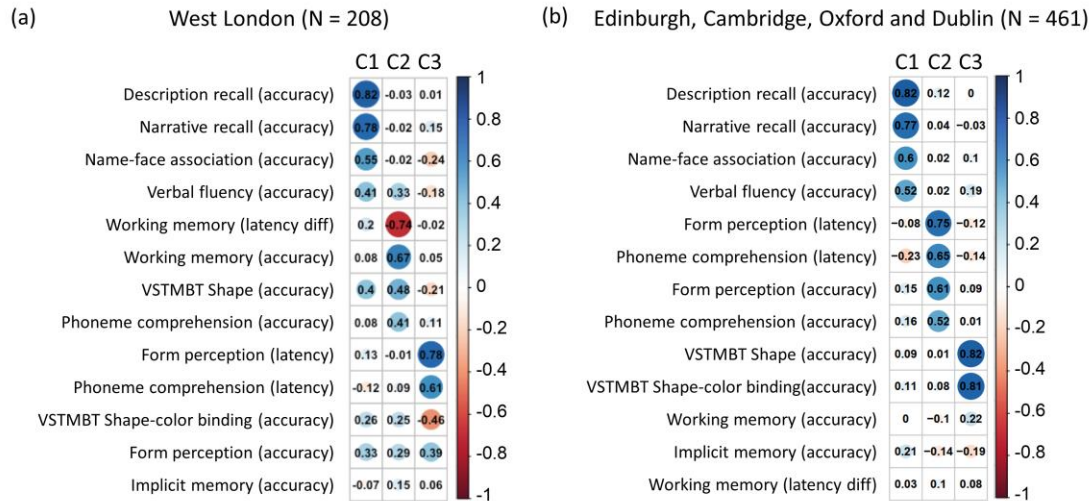 (a) West London (N = 208)
C1 C2 C3
Description recall (accuracy) 0.82 -0.03 0.01
Narrative recall (accuracy) 0.78 -0.02 0.15
Name-face association (accuracy) 0.55 -0.02 -0.24
Verbal fluency (accuracy) 0.41 0.33 -0.18
Working memory (latency diff) 0.2 -0.74 -0.02
Working memory (accuracy) 0.08 0.67 0.05
VSTMBT Shape (accuracy) 0.4 0.48 -0.21
Phoneme comprehension (accuracy) 0.08 0.41 0.11
Form perception (latency) 0.13 -0.01 0.78
Phoneme comprehension (latency) -0.12 0.09 0.61
VSTMBT Shape-color binding (accuracy) 0.26 0.25 -0.46
Form perception (accuracy) 0.33 0.29 0.39
Implicit memory (accuracy) -0.07 0.15 0.06
1
0.8
0.6
0.4
0.2
0
-0.2
-0.4
-0.6
-0.8
-1
(b) Edinburgh, Cambridge, Oxford and Dublin (N = 461)
C1 C2 C3
Description recall (accuracy) 0.82 0.12 0
Narrative recall (accuracy) 0.77 0.04 −0.03
Name-face association (accuracy) 0.6 0.02 0.1
Verbal fluency (accuracy) 0.52 0.02 0.19
Form perception (latency) −0.08 0.75 −0.12
Phoneme comprehension (latency) −0.23 0.65 −0.14
Form perception (accuracy) 0.15 0.61 0.09
Phoneme comprehension (accuracy) 0.16 0.52 0.01
VSTMBT Shape (accuracy) 0.09 0.01 0.82
VSTMBT Shape-color binding(accuracy) 0.11 0.08 0.81
Working memory (accuracy) 0 −0.1 0.22
Implicit memory (accuracy) 0.21 −0.14 −0.19
Working memory (latency diff) 0.03 0.1 0.08
1
0.8
0.6
0.4
0.2
0
-0.2
-0.4
-0.6
-0.8
-1